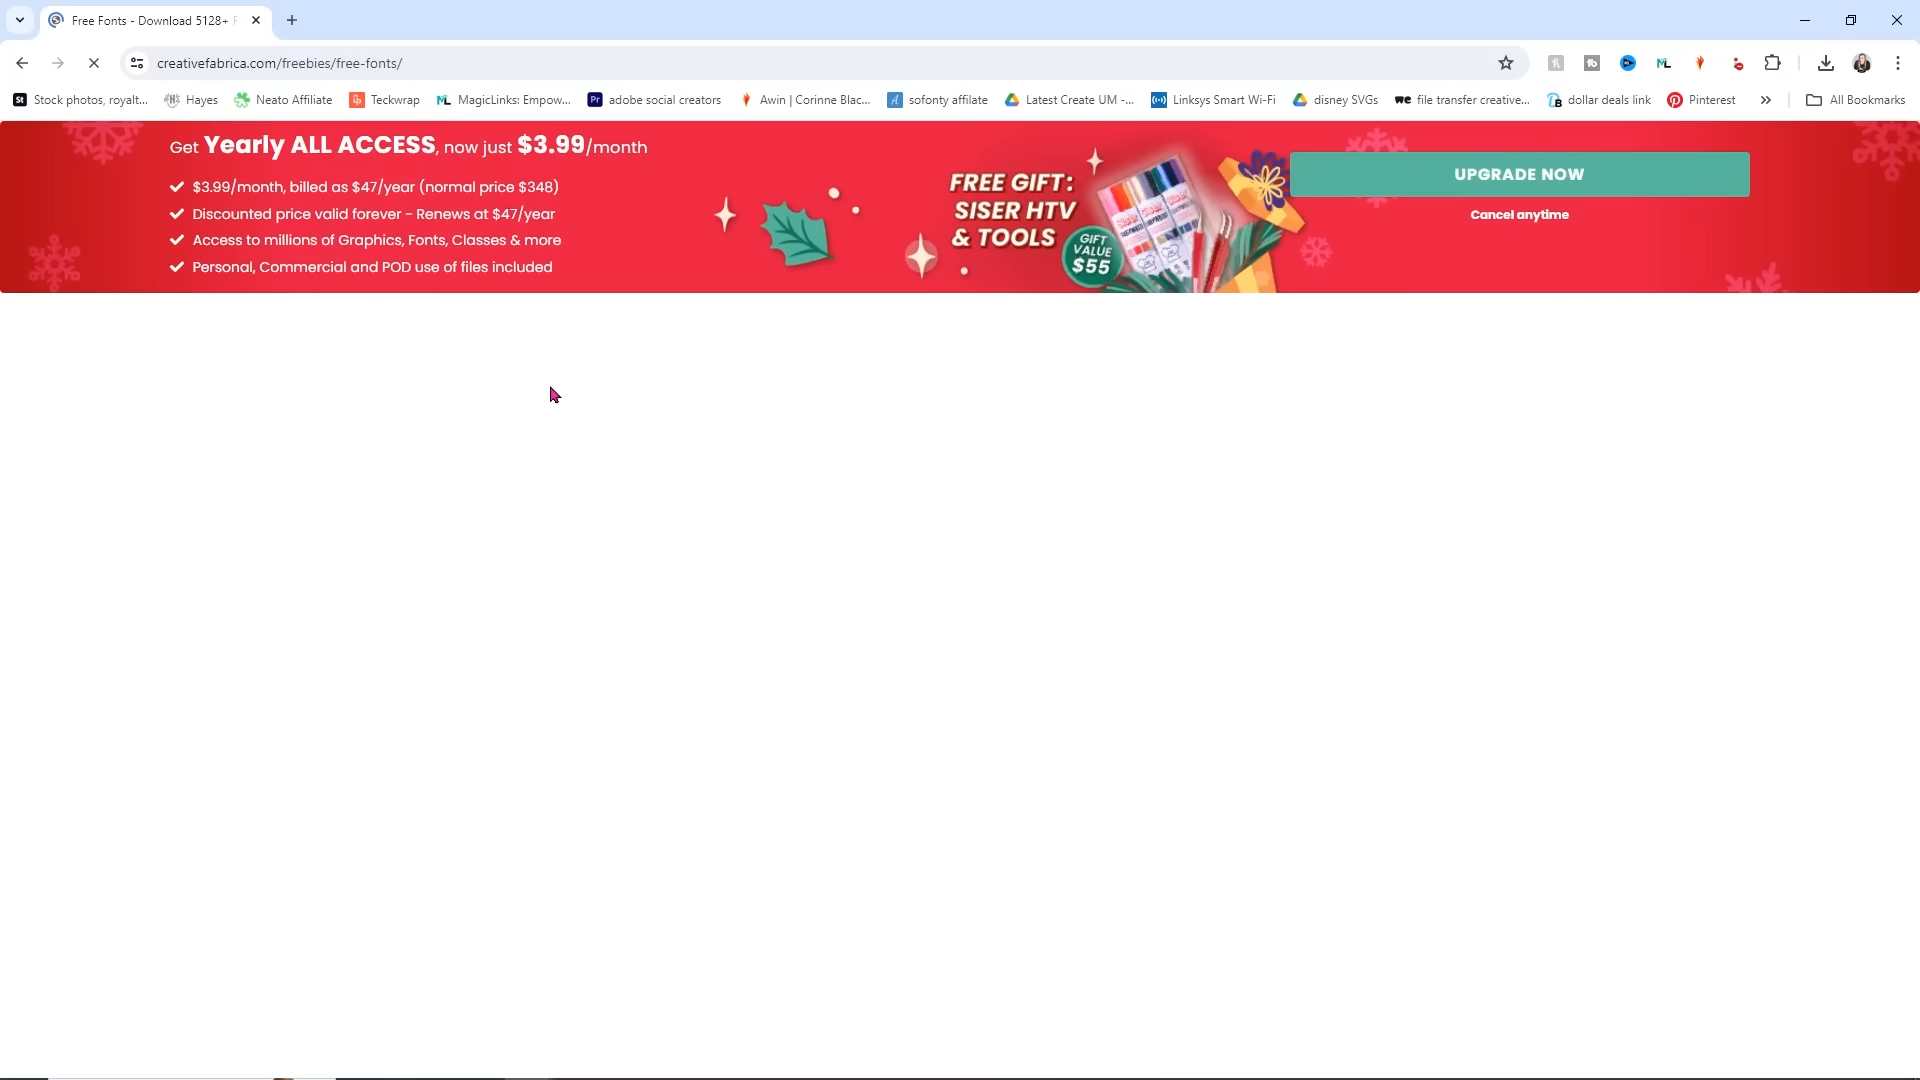 Free Fonts - Download 5128+ F
creativefabrica.com/freebies/free-fonts/
Stock photos, royalt...
Hayes
Neato Affiliate
Teckwrap
MagicLinks: Empow...
adobe social creators
Awin | Corinne Blac...
sofonty affilate
Latest Create UM -...
Linksys Smart Wi-Fi
disney SVGs
file transfer creative...
dollar deals link
Pinterest
All Bookmarks
Get Yearly ALL ACCESS, now just $3.99/month
$3.99/month, billed as $47/year (normal price $348)
Discounted price valid forever - Renews at $47/year
Access to millions of Graphics, Fonts, Classes & more
Personal, Commercial and POD use of files included
FREE GIFT:
SISER HTV
& TOOLS
GIFT
VALUE
$55
UPGRADE NOW
Cancel anytime